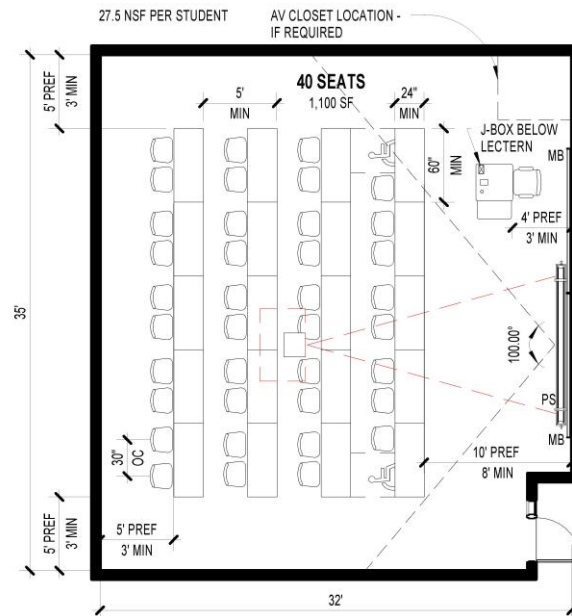 27.5 NSF PER STUDENT
AV CLOSET LOCATION -
IF REQUIRED
5' PREF
3' MIN
5'
MIN
40 SEATS
1,100 SF
24"
MIN
J-BOX BELOW
LECTERN
MB
60"
MIN
4' PREF
3' MIN
35'
100.00°
PS
MB
30"
OC
10' PREF
8' MIN
5' PREF
3' MIN
5' PREF
3' MIN
32'